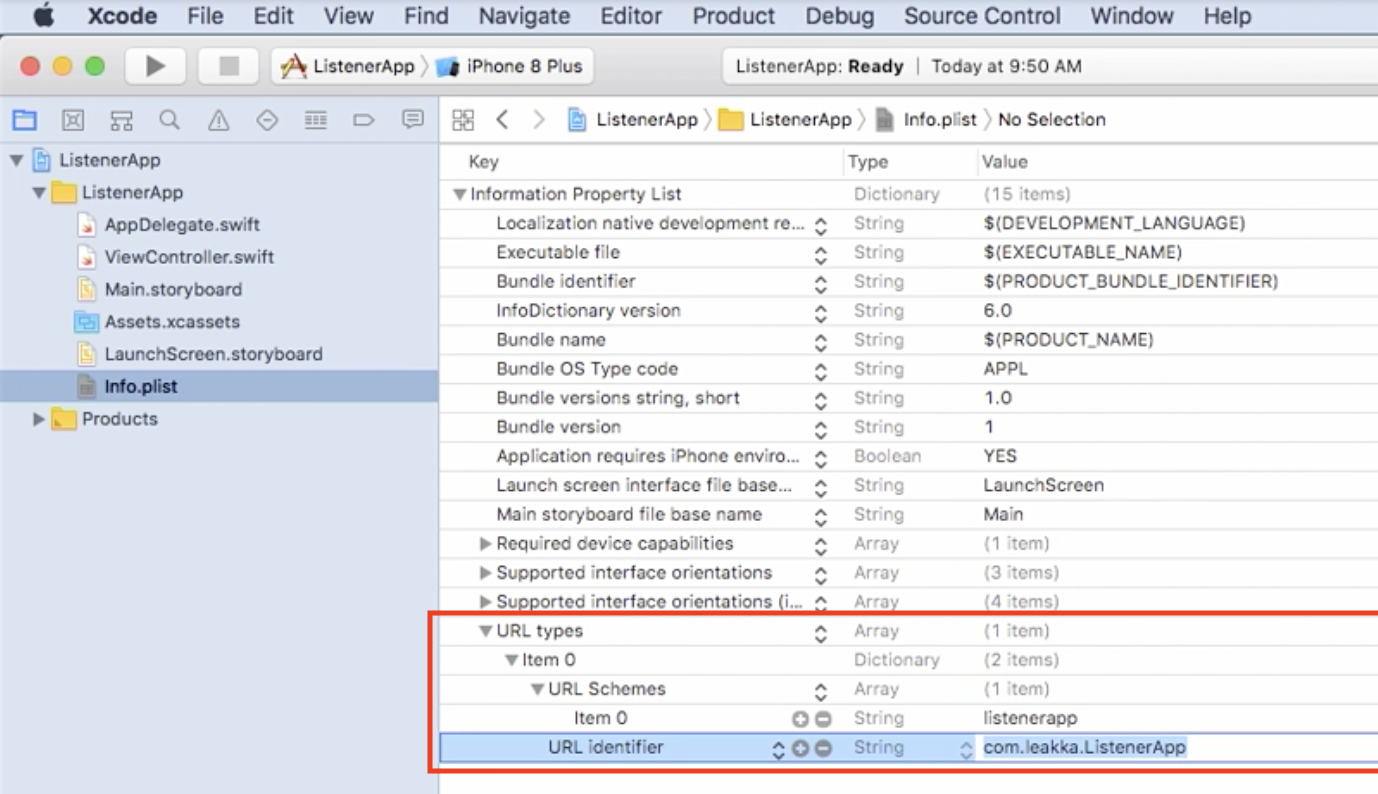 Xcode File Edit View Find Navigate Editor Product Debug Source Control Window Help
ListenerApp iPhone 8 Plus ListenerApp: Ready | Today at 9:50 AM
ListenerApp ListenerApp Info.plist No Selection
ListenerApp
ListenerApp
AppDelegate.swift
ViewController.swift
Main.storyboard
Assets.xcassets
LaunchScreen.storyboard
Info.plist
Products
Key Type Value
Information Property List Dictionary (15 items)
Localization native development re... String $(DEVELOPMENT_LANGUAGE)
Executable file String $(EXECUTABLE_NAME)
Bundle identifier String $(PRODUCT_BUNDLE_IDENTIFIER)
InfoDictionary version String 6.0
Bundle name String $(PRODUCT_NAME)
Bundle OS Type code String APPL
Bundle versions string, short String 1.0
Bundle version String 1
Application requires iPhone enviro... Boolean YES
Launch screen interface file base... String LaunchScreen
Main storyboard file base name String Main
Required device capabilities Array (1 item)
Supported interface orientations Array (3 items)
Supported interface orientations (i... Array (4 items)
URL types Array (1 item)
Item 0 Dictionary (2 items)
URL Schemes Array (1 item)
Item 0 String listenerapp
URL identifier String com.leakka.ListenerApp